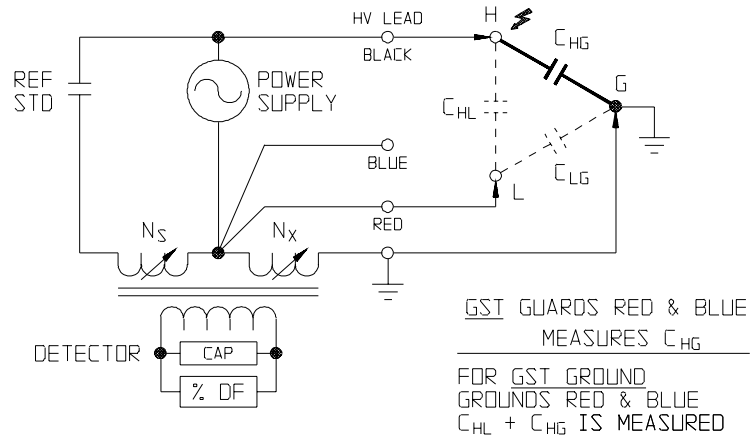 HV LEAD
BLACK
H
C_HG
G
REF
STD
POWER
SUPPLY
C_HL
C_LG
BLUE
L
RED
N_S
N_X
DETECTOR
CAP
% DF
GST GUARDS RED & BLUE
MEASURES C_HG
FOR GST GROUND
GROUNDS RED & BLUE
C_HL + C_HG IS MEASURED